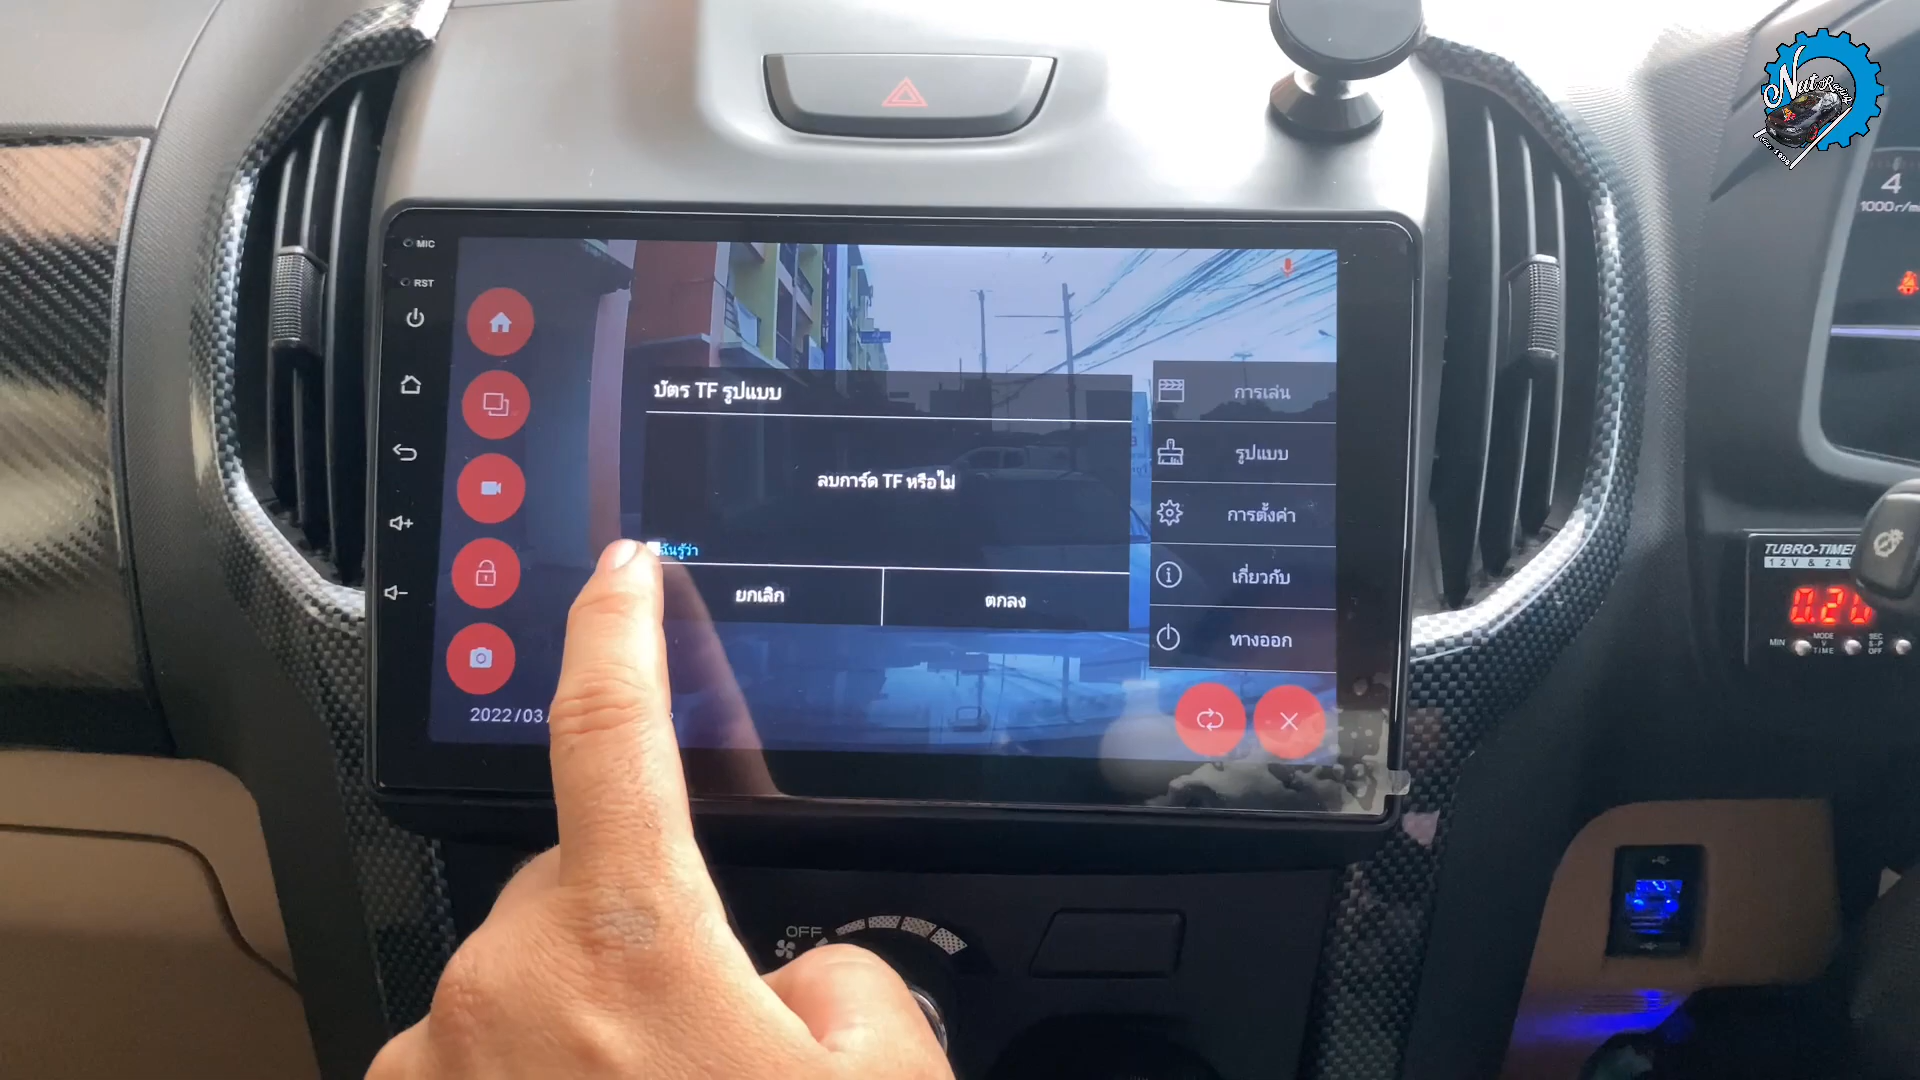 Nut Racing
4
1000r/m
MIC
RST
บัตร TF รูปแบบ
ลบการ์ด TF หรือไม่
ฉันรู้ว่า
ยกเลิก
ตกลง
การเล่น
รูปแบบ
การตั้งค่า
เกี่ยวกับ
ทางออก
2022/03/
TUBRO-TIMER
12V & 24V
MIN
MODE
V
TIME
SEC
S-P
OFF
OFF